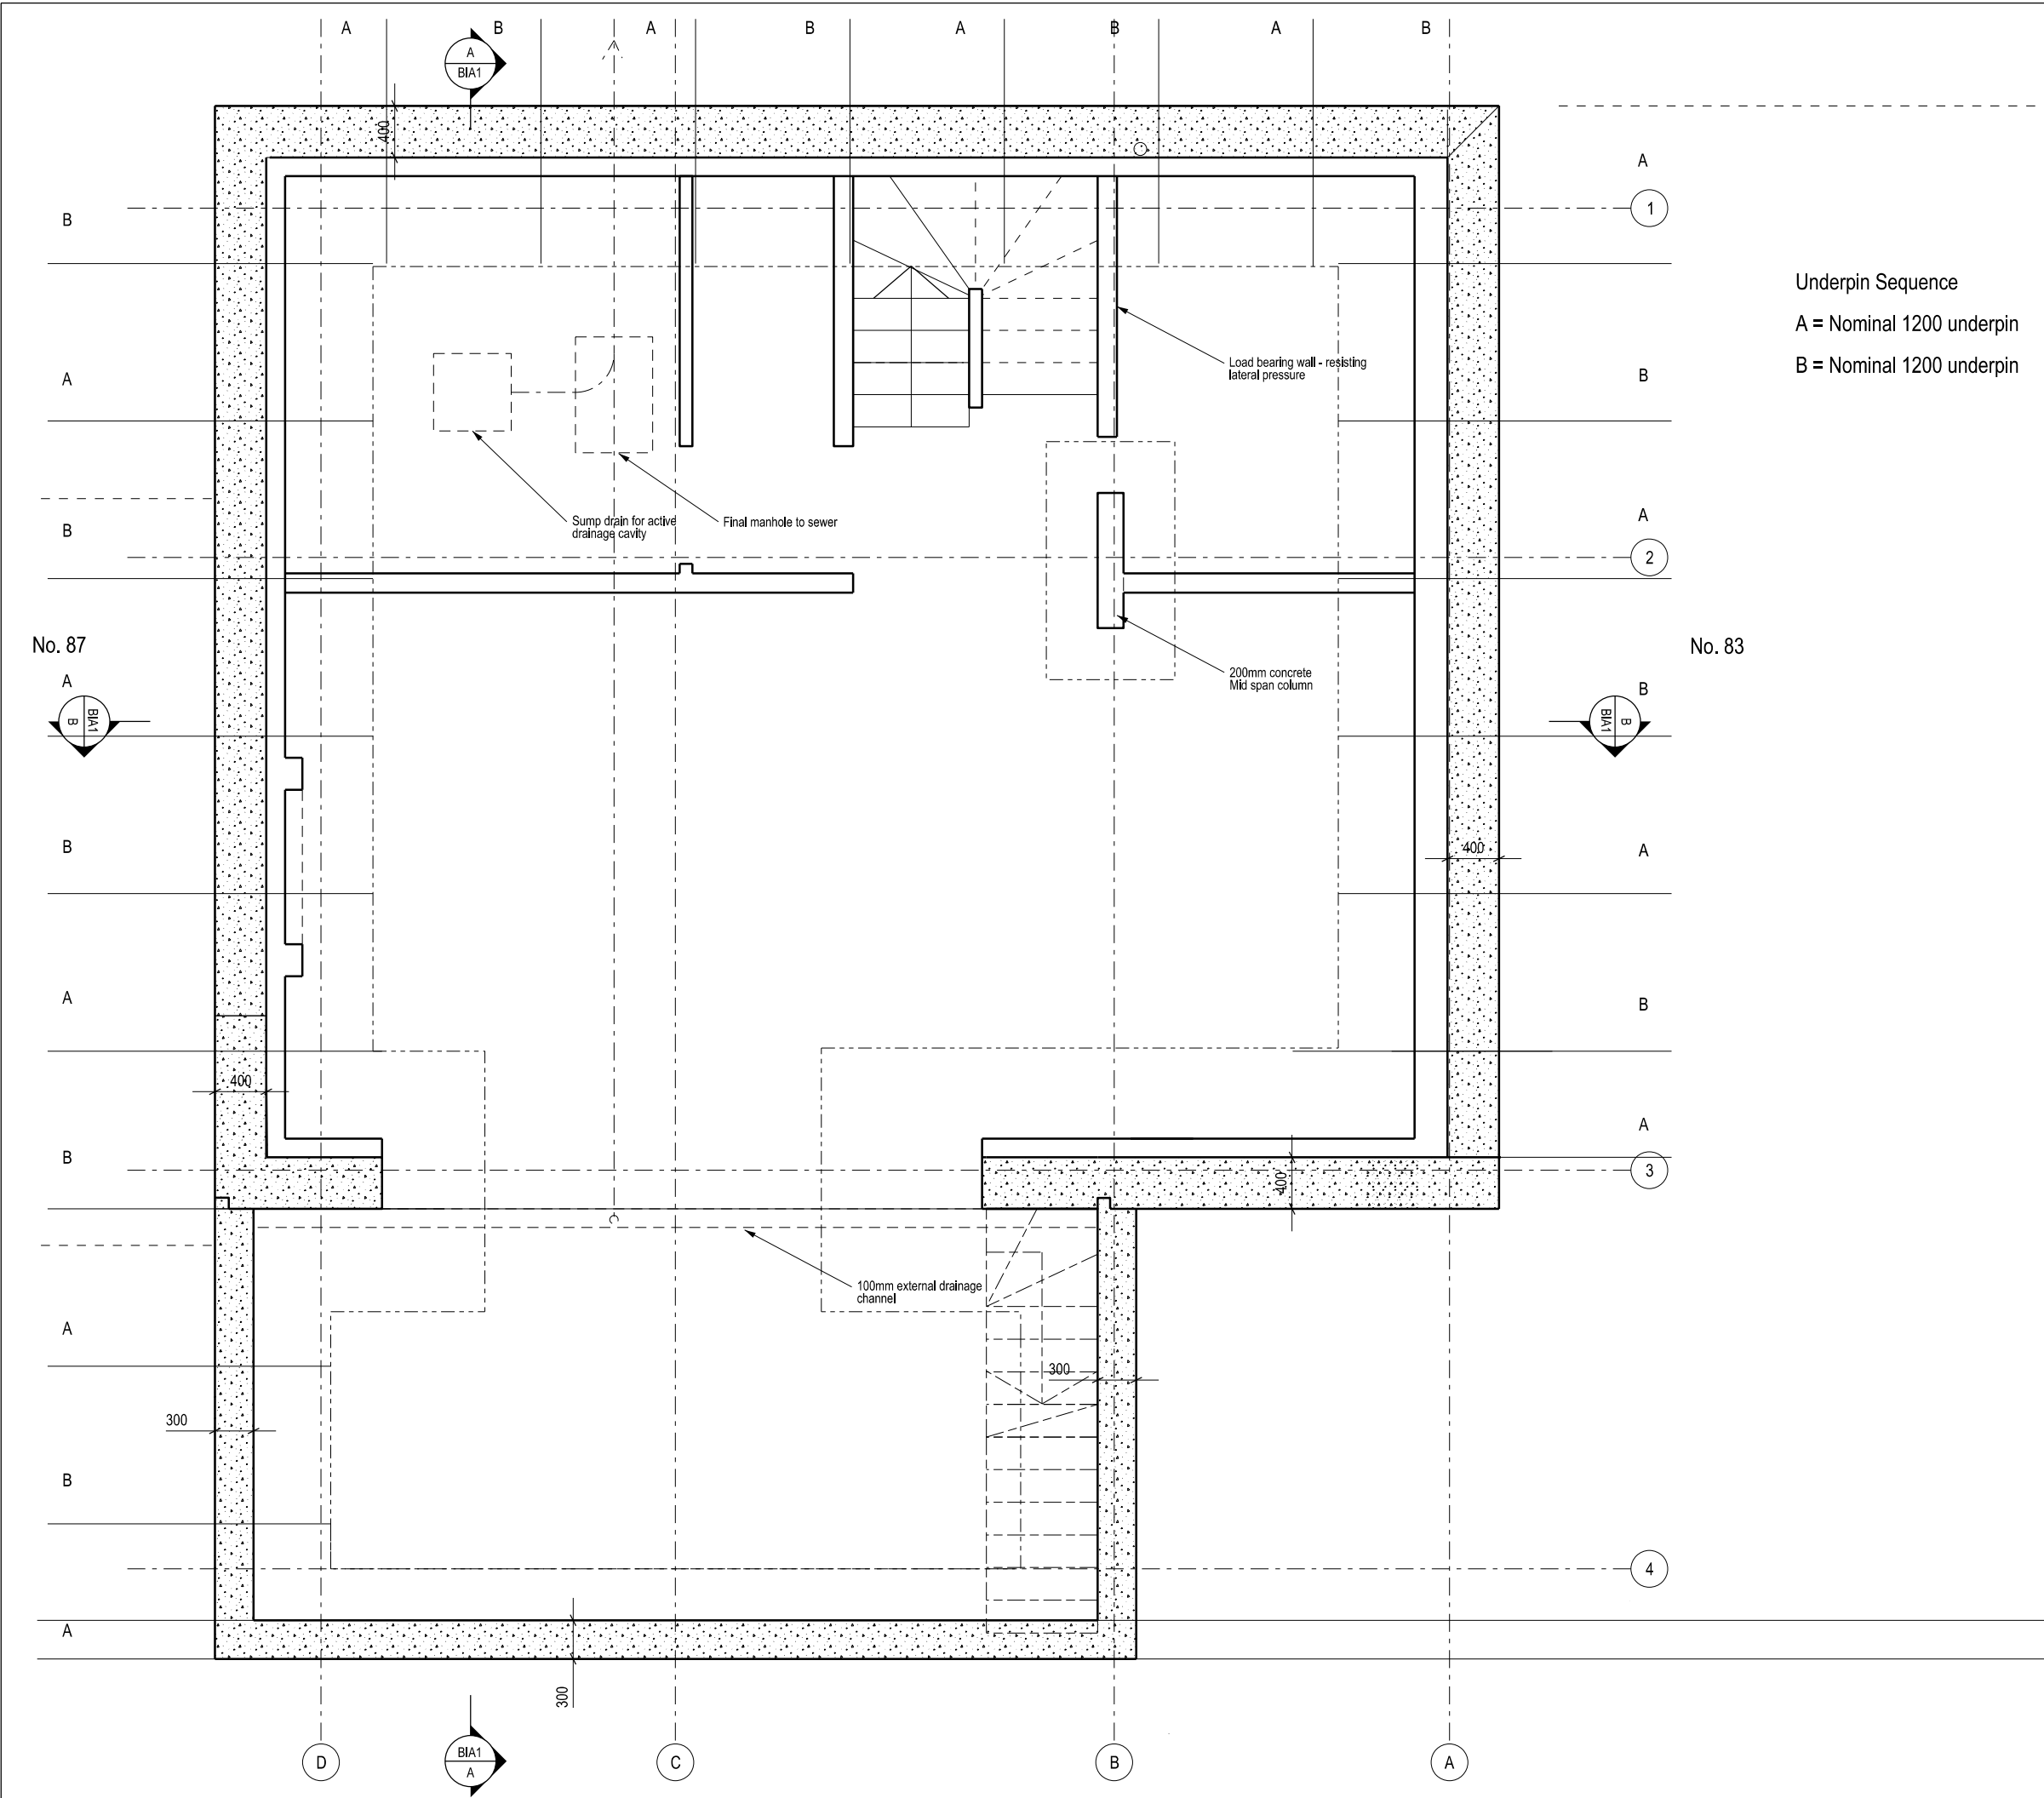 A B A B A B A B
A
BIA1
400
A
B
1
Underpin Sequence
A = Nominal 1200 underpin
B = Nominal 1200 underpin
Load bearing wall - resisting
lateral pressure
A
B
Sump drain for active
drainage cavity
Final manhole to sewer
A
B
2
No. 87
No. 83
200mm concrete
Mid span column
A
B
BIA1
B
BIA1
B
B
A
400
A
B
400
B
A
3
400
100mm external drainage
channel
A
300
300
B
4
A
300
BIA1
A
D
C
B
A